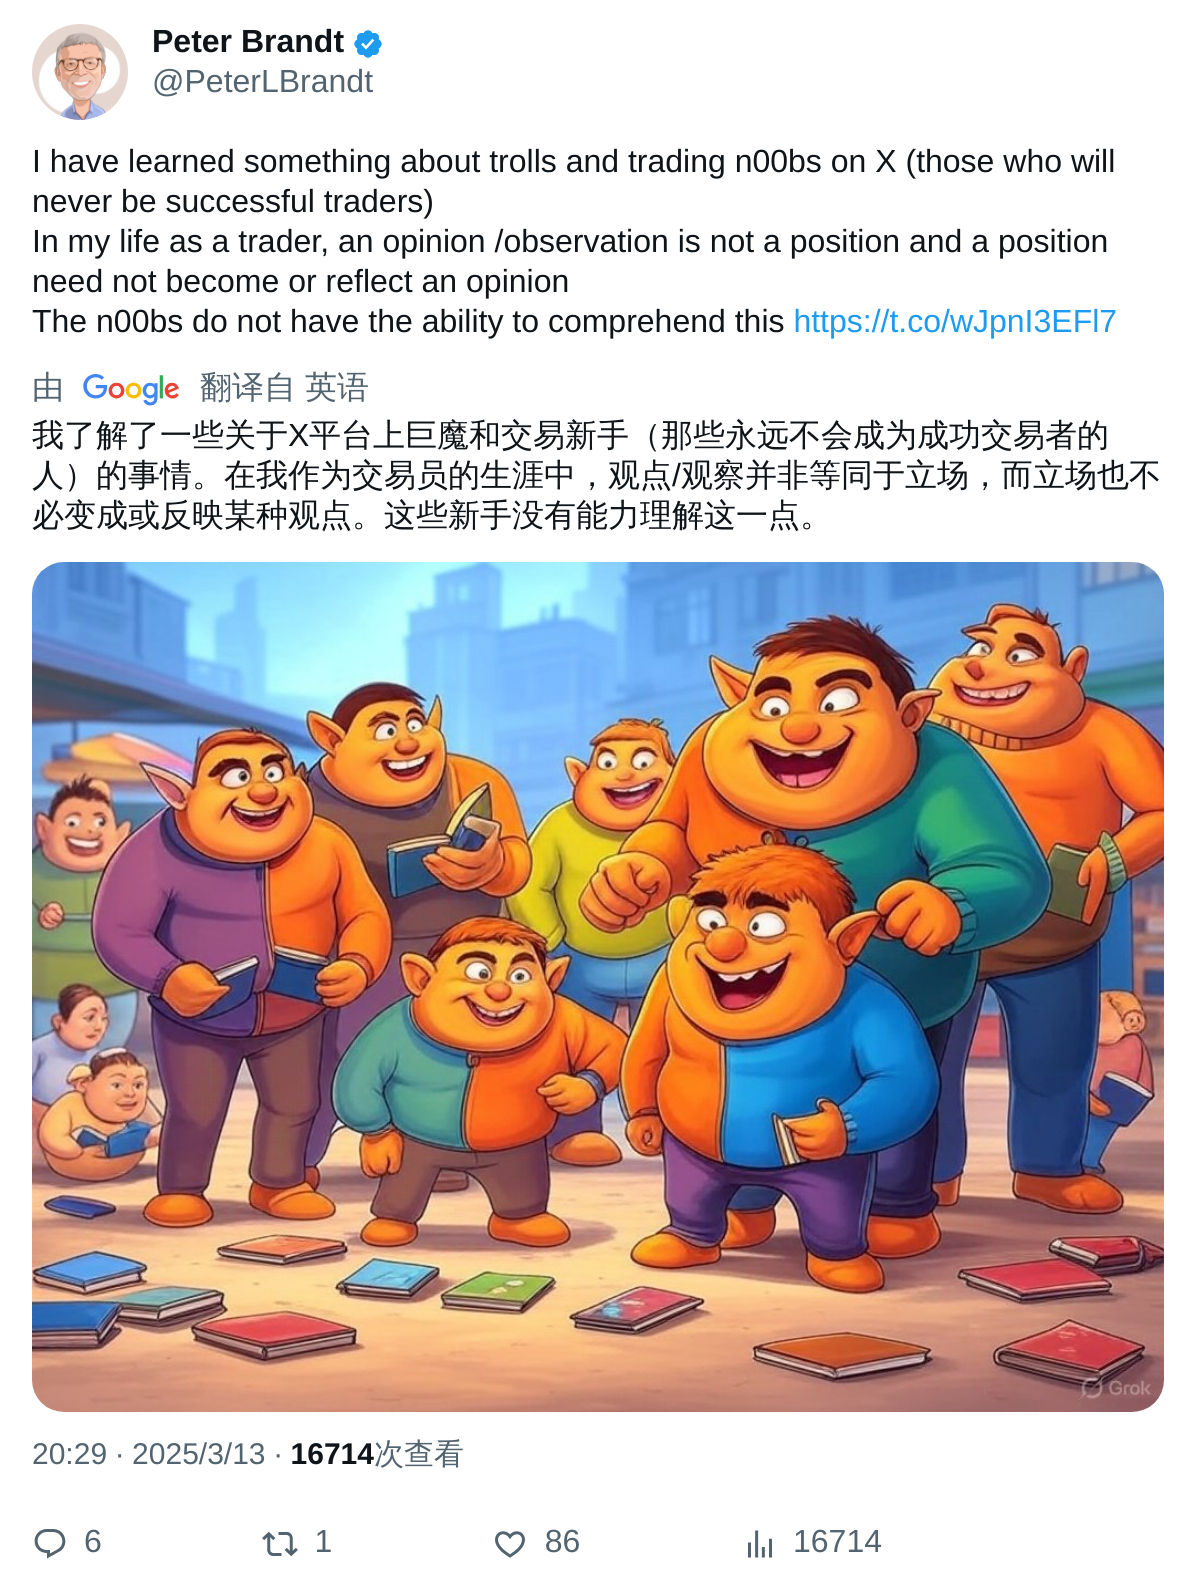 Peter Brandt
@PeterLBrandt
I have learned something about trolls and trading n00bs on X (those who will
never be successful traders)
In my life as a trader, an opinion /observation is not a position and a position
need not become or reflect an opinion
The n00bs do not have the ability to comprehend this https://t.co/wJpnI3EFl7
由 Google 翻译自 英语
我了解了一些关于X平台上巨魔和交易新手（那些永远不会成为成功交易者的
人）的事情。在我作为交易员的生涯中，观点/观察并非等同于立场，而立场也不
必变成或反映某种观点。这些新手没有能力理解这一点。
Grok
20:29 · 2025/3/13 · 16714次查看
6 1 86 16714